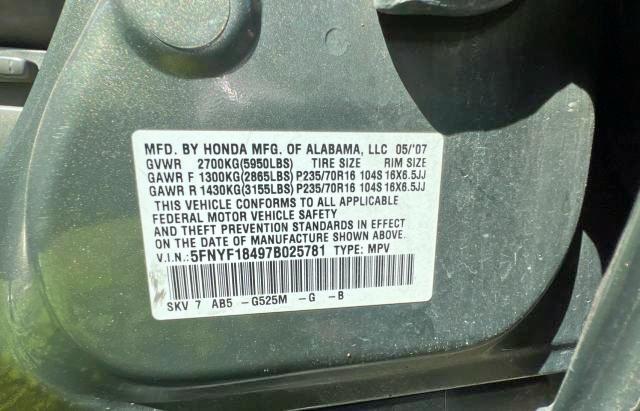 MFD. BY HONDA MFG. OF ALABAMA, LLC 05/'07
GVWR 2700KG(5950LBS) TIRE SIZE RIM SIZE
GAWR F 1300KG(2865LBS) P235/70R16 104S 16X6.5JJ
GAWR R 1430KG(3155LBS) P235/70R16 104S 16X6.5JJ
THIS VEHICLE CONFORMS TO ALL APPLICABLE
FEDERAL MOTOR VEHICLE SAFETY
AND THEFT PREVENTION STANDARDS IN EFFECT
ON THE DATE OF MANUFACTURE SHOWN ABOVE.
V.I.N.: 5FNYF18497B025781 TYPE: MPV
SKV 7 AB5 -G525M -G -B